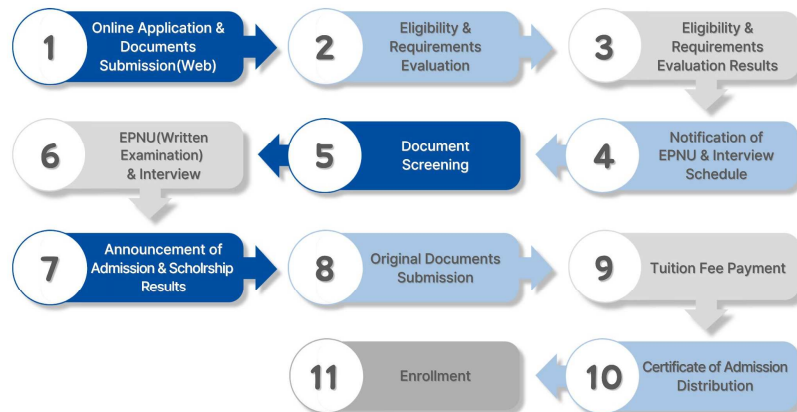 1
Online Application &
Documents
Submission(Web)
2
Eligibility &
Requirements
Evaluation
3
Eligibility &
Requirements
Evaluation Results
4
Notification of
EPNU & Interview
Schedule
5
Document
Screening
6
EPNU(Written
Examination)
& Interview
7
Announcement of
Admission & Scholrship
Results
8
Original Documents
Submission
9
Tuition Fee Payment
10
Certificate of Admission
Distribution
11
Enrollment